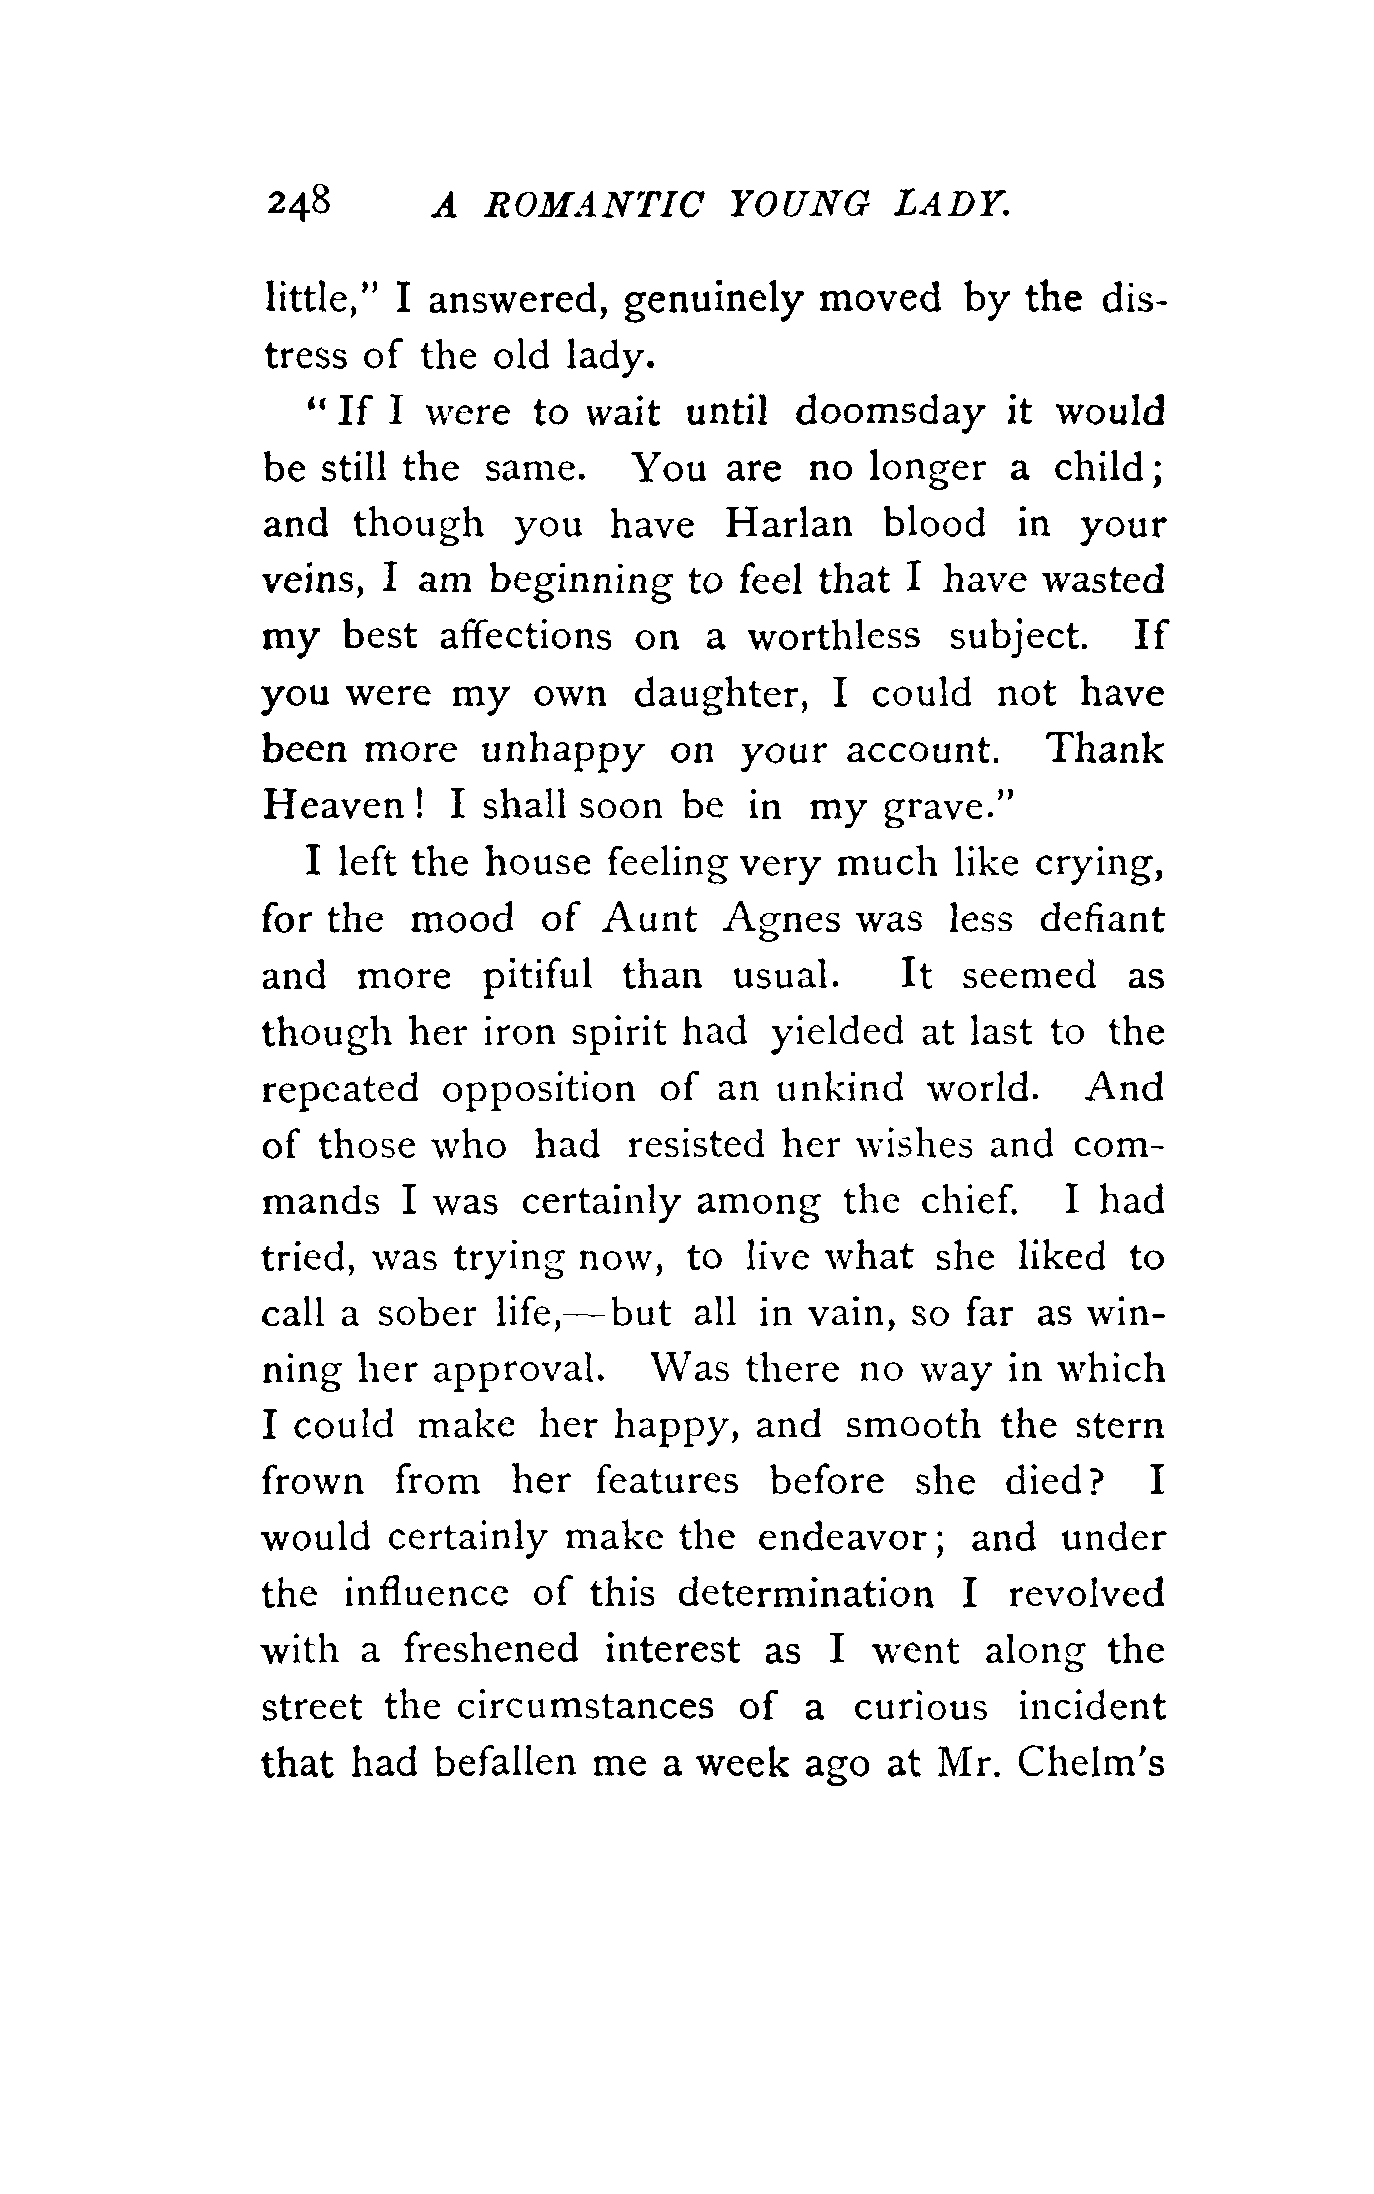 248 A ROMANTIC YOUNG LADY.
little," I answered, genuinely moved by the dis-
tress of the old lady.
"If I were to wait until doomsday it would
be still the same. You are no longer a child;
and though you have Harlan blood in your
veins, I am beginning to feel that I have wasted
my best affections on a worthless subject. If
you were my own daughter, I could not have
been more unhappy on your account. Thank
Heaven! I shall soon be in my grave."
I left the house feeling very much like crying,
for the mood of Aunt Agnes was less defiant
and more pitiful than usual. It seemed as
though her iron spirit had yielded at last to the
repeated opposition of an unkind world. And
of those who had resisted her wishes and com-
mands I was certainly among the chief. I had
tried, was trying now, to live what she liked to
call a sober life,—but all in vain, so far as win-
ning her approval. Was there no way in which
I could make her happy, and smooth the stern
frown from her features before she died? I
would certainly make the endeavor; and under
the influence of this determination I revolved
with a freshened interest as I went along the
street the circumstances of a curious incident
that had befallen me a week ago at Mr. Chelm's